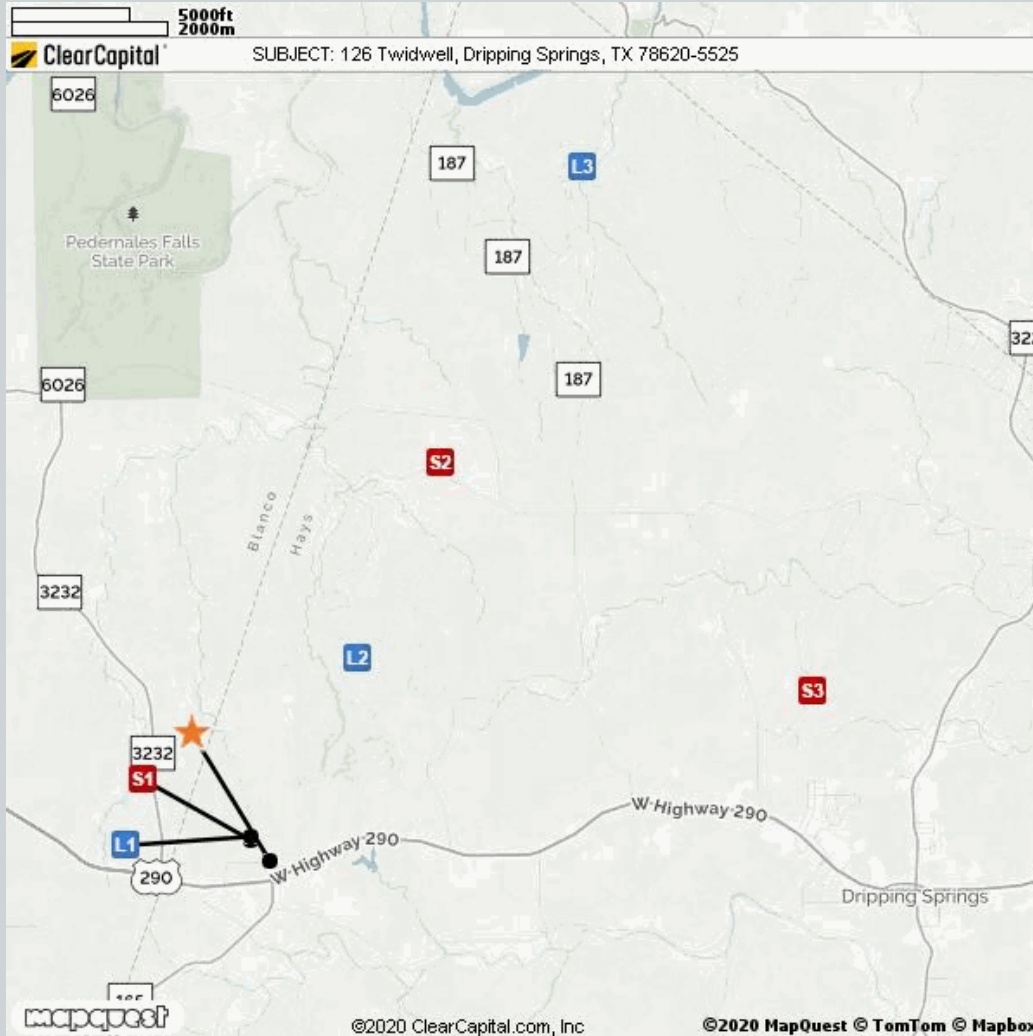 5000ft
2000m
ClearCapital
SUBJECT: 126 Twidwell, Dripping Springs, TX 78620-5525
6026
187
L3
Pedernales Falls
State Park
187
322
6026
187
S2
Blanco
Hays
3232
L2
S3
3232
S1
W Highway 290
L1
W Highway 290
290
Dripping Springs
165
mapquest
©2020 ClearCapital.com, Inc
©2020 MapQuest © TomTom © Mapbox